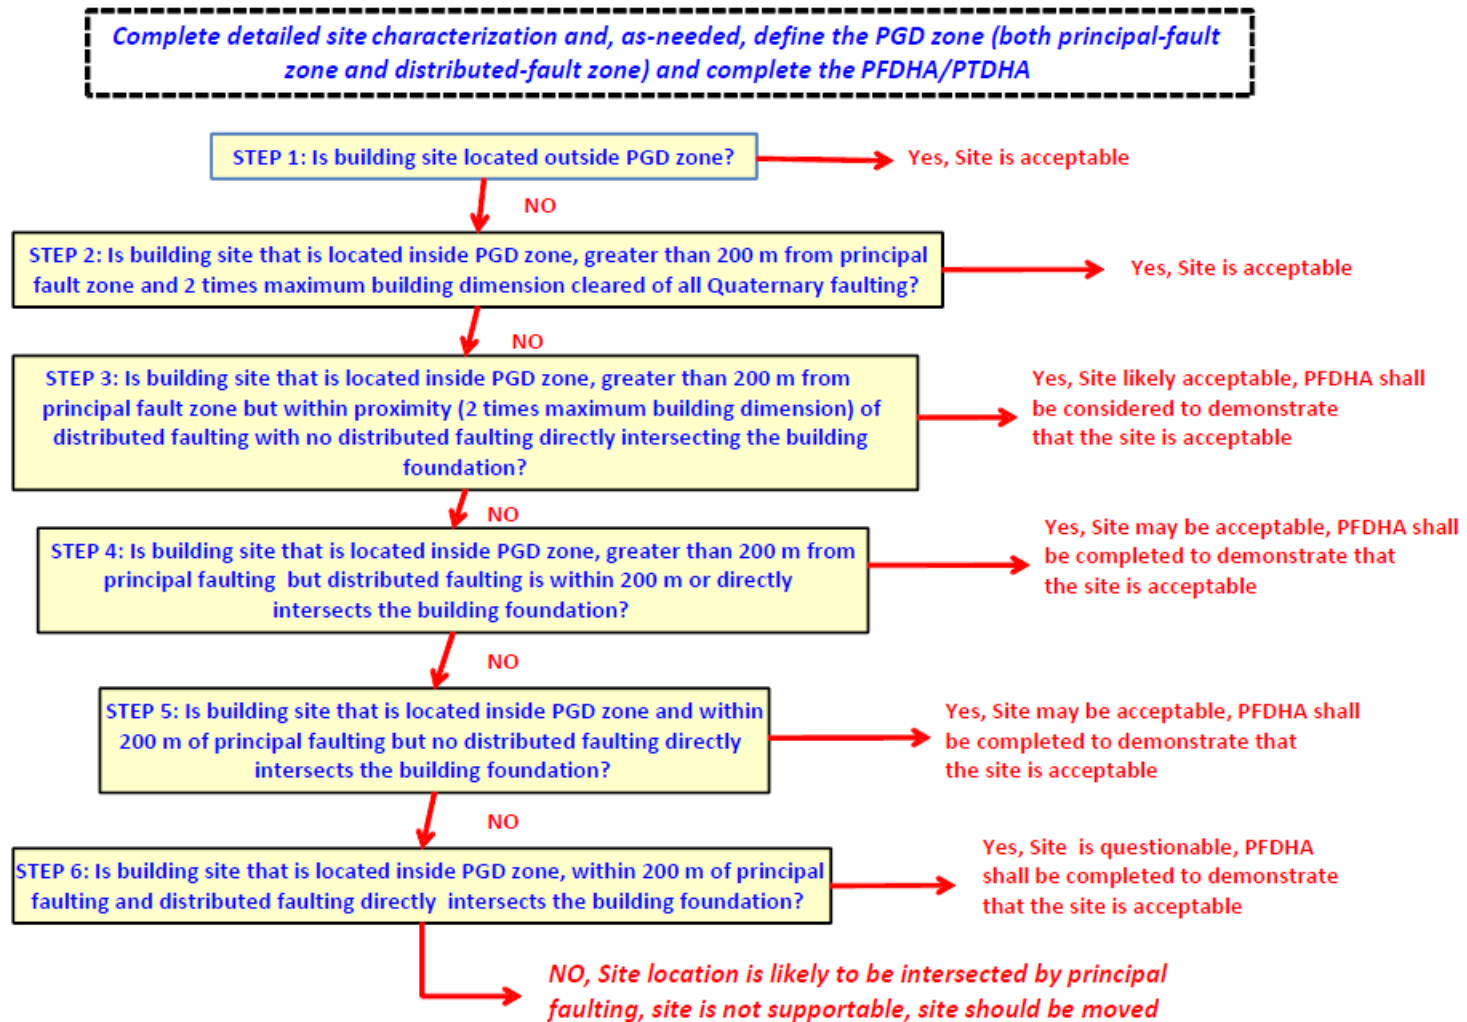 Complete detailed site characterization and, as-needed, define the PGD zone (both principal-fault
zone and distributed-fault zone) and complete the PFDHA/PTDHA
STEP 1: Is building site located outside PGD zone?
Yes, Site is acceptable
NO
STEP 2: Is building site that is located inside PGD zone, greater than 200 m from principal
fault zone and 2 times maximum building dimension cleared of all Quaternary faulting?
Yes, Site is acceptable
NO
STEP 3: Is building site that is located inside PGD zone, greater than 200 m from
principal fault zone but within proximity (2 times maximum building dimension) of
distributed faulting with no distributed faulting directly intersecting the building
foundation?
Yes, Site likely acceptable, PFDHA shall
be considered to demonstrate
that the site is acceptable
NO
STEP 4: Is building site that is located inside PGD zone, greater than 200 m from
principal faulting but distributed faulting is within 200 m or directly
intersects the building foundation?
Yes, Site may be acceptable, PFDHA shall
be completed to demonstrate that
the site is acceptable
NO
STEP 5: Is building site that is located inside PGD zone and within
200 m of principal faulting but no distributed faulting directly
intersects the building foundation?
Yes, Site may be acceptable, PFDHA shall
be completed to demonstrate that
the site is acceptable
NO
STEP 6: Is building site that is located inside PGD zone, within 200 m of principal
faulting and distributed faulting directly intersects the building foundation?
Yes, Site is questionable, PFDHA
shall be completed to demonstrate
that the site is acceptable
NO, Site location is likely to be intersected by principal
faulting, site is not supportable, site should be moved